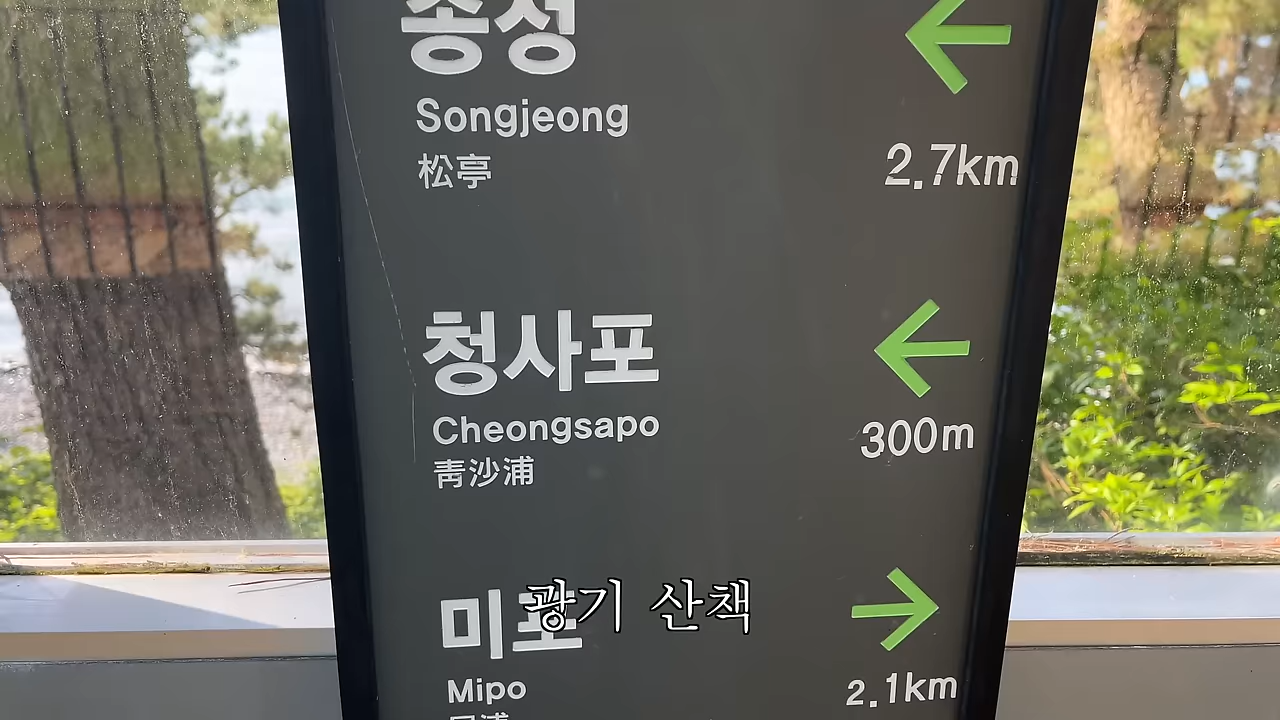 송정
←
Songjeong
松亭
2.7km
청사포
←
Cheongsapo
300m
靑沙浦
미포
→
광기 산책
Mipo
2.1km